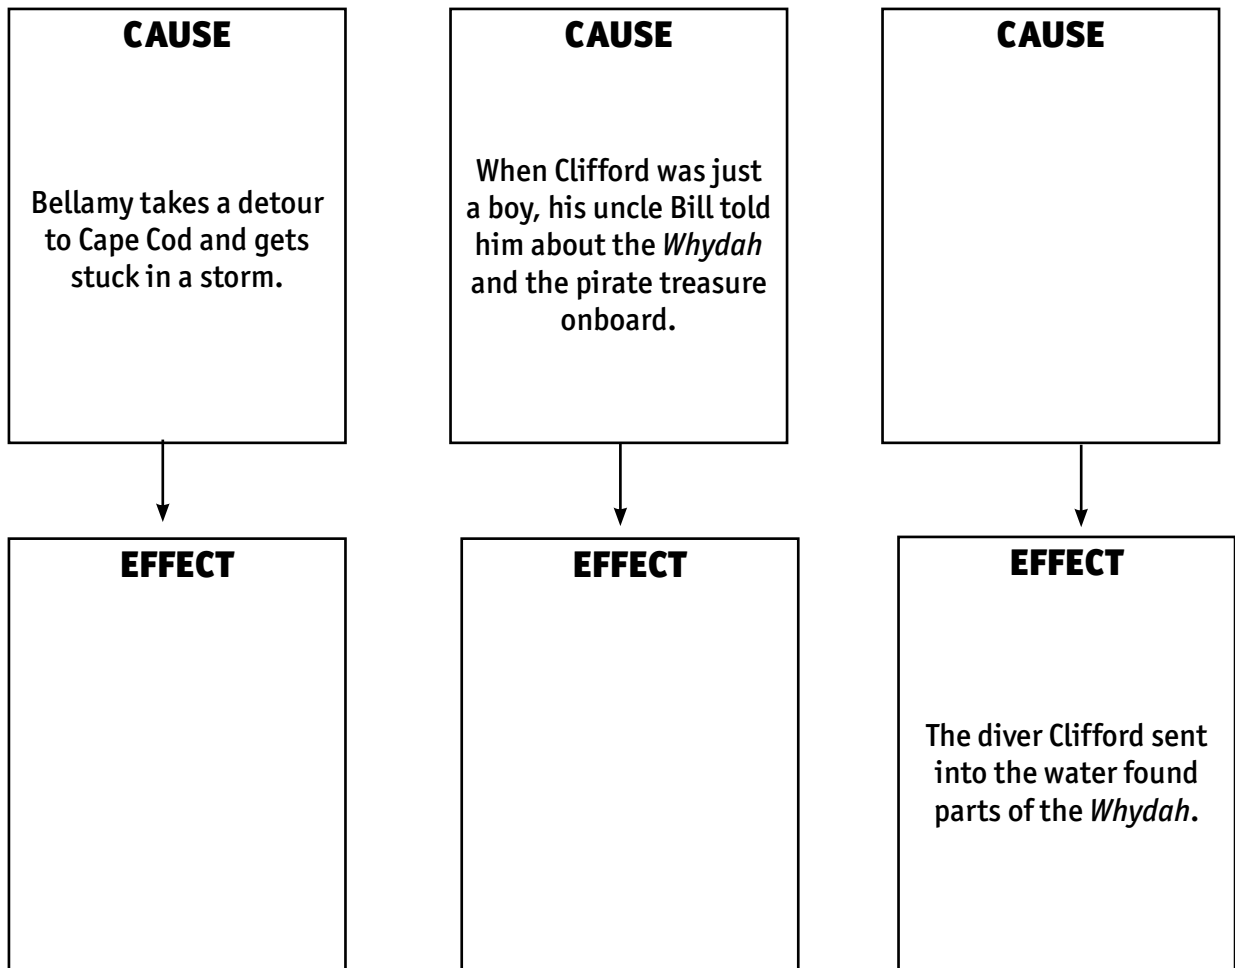 CAUSE
Bellamy takes a detour
to Cape Cod and gets
stuck in a storm.
CAUSE
When Clifford was just
a boy, his uncle Bill told
him about the Whydah
and the pirate treasure
onboard.
CAUSE
EFFECT
EFFECT
EFFECT
The diver Clifford sent
into the water found
parts of the Whydah.